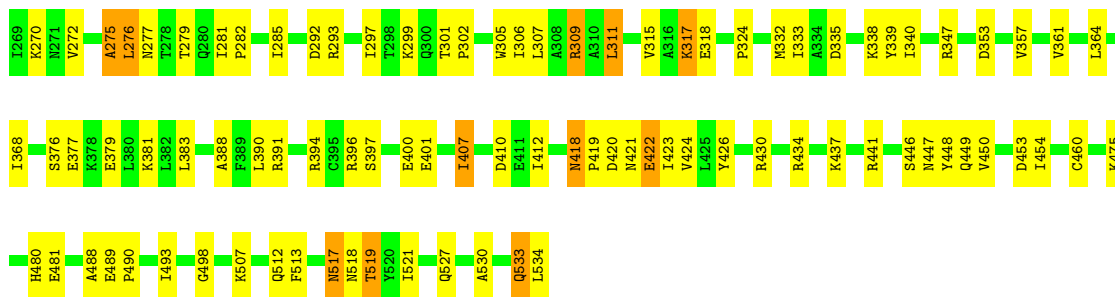 I269 K270 N271 V272 A275 L276 N277 T278 T279 Q280 I281 P282 I285 D292 R293 I297 T298 K299 Q300 T301 P302 W305 I306 L307 A308 R309 A310 L311 V315 A316 K317 E318 P324 M332 I333 A334 D335 K338 Y339 I340 R347 D353 V357 V361 L364
I368 S376 E377 K378 E379 L380 K381 L382 L383 A388 F389 L390 R391 R394 C395 R396 S397 E400 E401 I407 D410 E411 I412 N418 P419 D420 N421 E422 I423 V424 L425 Y426 R430 R434 K437 R441 S446 N447 Y448 Q449 V450 D453 I454 C460 K475
H480 E481 A488 E489 P490 I493 G498 K507 Q512 F513 N517 N518 T519 Y520 I521 Q527 A530 Q533 L534